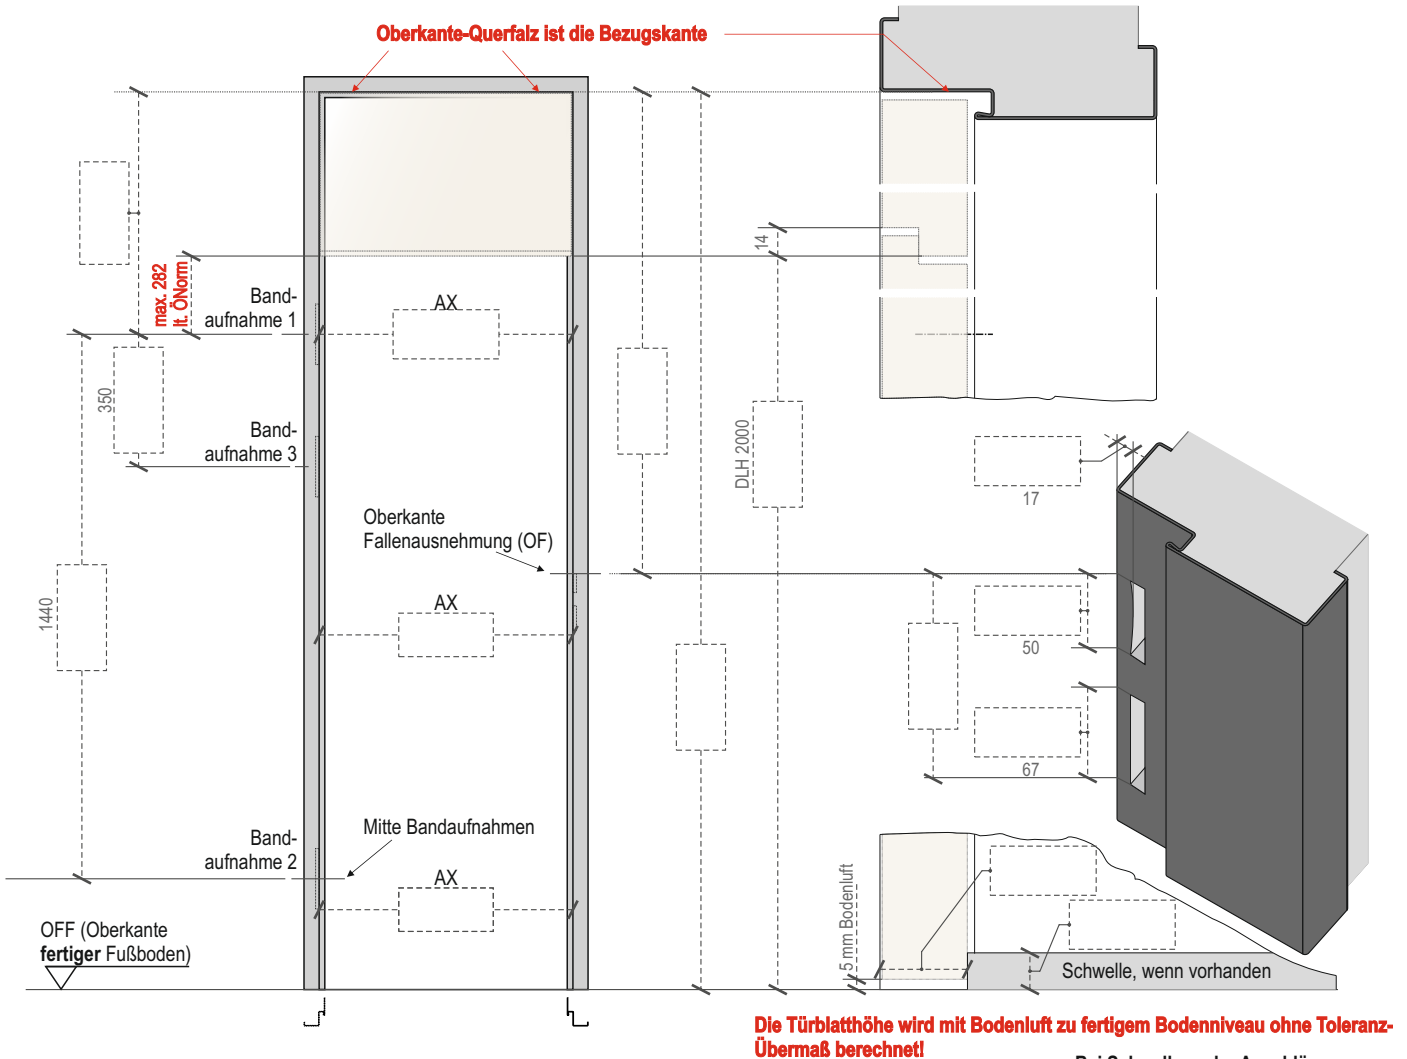 Oberkante-Querfalz ist die Bezugskante
max. 282
lt. ÖNorm
Band-
aufnahme 1
AX
14
350
Band-
aufnahme 3
DLH 2000
17
Oberkante
Fallenausnehmung (OF)
1440
AX
50
67
Band-
aufnahme 2
Mitte Bandaufnahmen
AX
5 mm Bodenluft
OFF (Oberkante
fertiger Fußboden)
Schwelle, wenn vorhanden
Die Türblatthöhe wird mit Bodenluft zu fertigem Bodenniveau ohne Toleranz-
Übermaß berechnet!